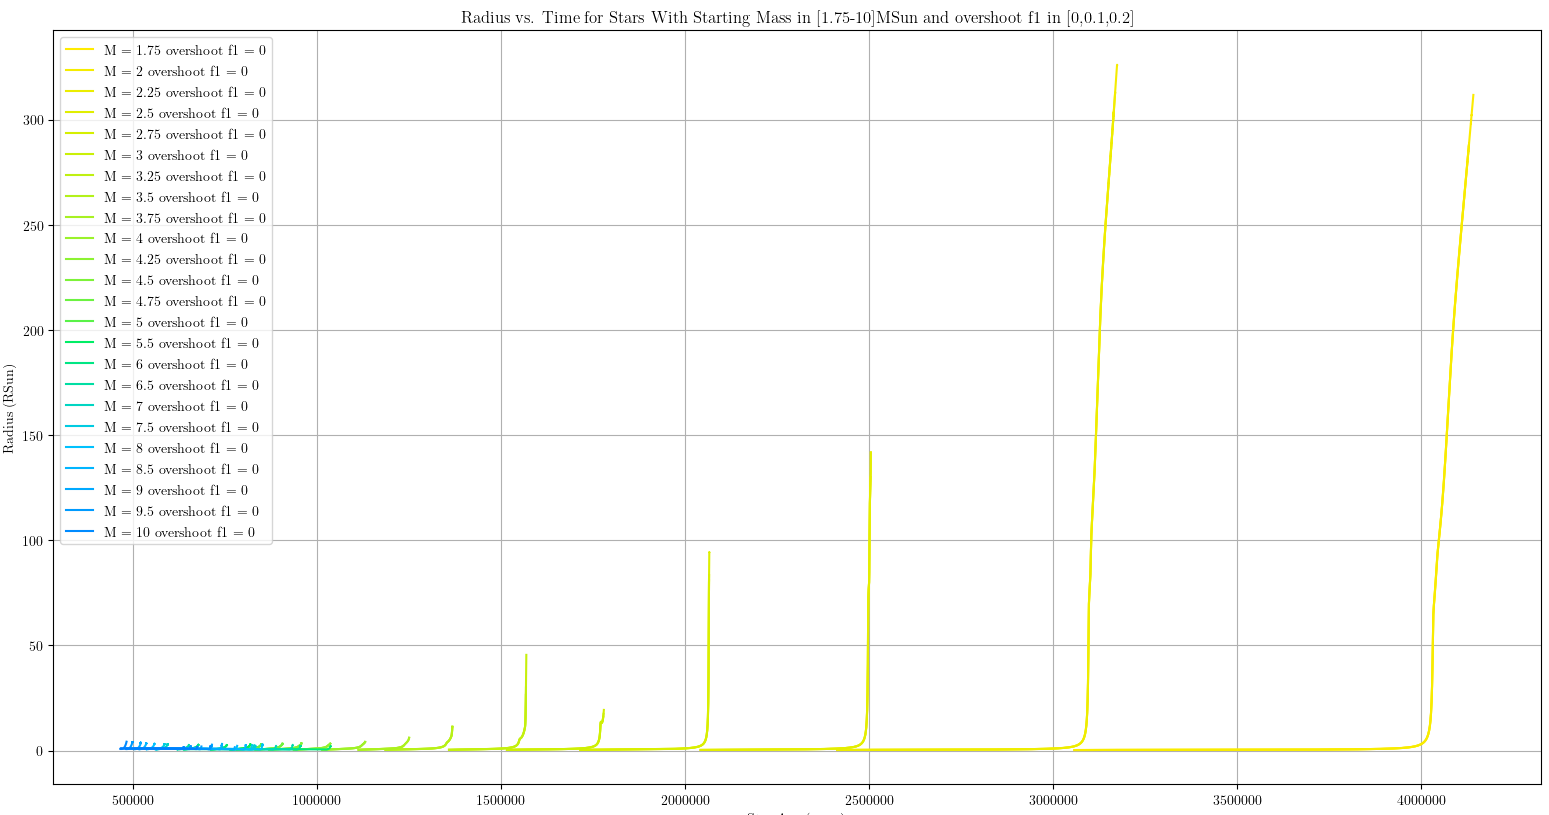 Radius vs. Time for Stars With Starting Mass in [1.75-10]MSun and overshoot f1 in [0,0.1,0.2]
M = 1.75 overshoot f1 = 0
M = 2 overshoot f1 = 0
M = 2.25 overshoot f1 = 0
M = 2.5 overshoot f1 = 0
M = 2.75 overshoot f1 = 0
M = 3 overshoot f1 = 0
M = 3.25 overshoot f1 = 0
M = 3.5 overshoot f1 = 0
M = 3.75 overshoot f1 = 0
M = 4 overshoot f1 = 0
M = 4.25 overshoot f1 = 0
M = 4.5 overshoot f1 = 0
M = 4.75 overshoot f1 = 0
M = 5 overshoot f1 = 0
M = 5.5 overshoot f1 = 0
M = 6 overshoot f1 = 0
M = 6.5 overshoot f1 = 0
M = 7 overshoot f1 = 0
M = 7.5 overshoot f1 = 0
M = 8 overshoot f1 = 0
M = 8.5 overshoot f1 = 0
M = 9 overshoot f1 = 0
M = 9.5 overshoot f1 = 0
M = 10 overshoot f1 = 0
Radius (RSun)
300
250
200
150
100
50
0
500000 1000000 1500000 2000000 2500000 3000000 3500000 4000000